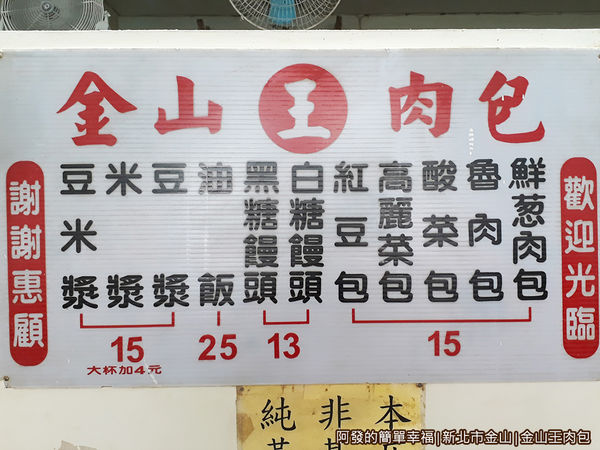 金山王肉包
歡迎光臨
鮮葱肉包
魯肉包
酸菜包
高麗菜包
紅豆包
15
白糖饅頭
黑糖饅頭
13
油飯
25
豆漿
米漿
豆米漿
15
大杯加4元
謝謝惠顧
本
非
純
阿發的簡單幸福|新北市金山|金山王肉包